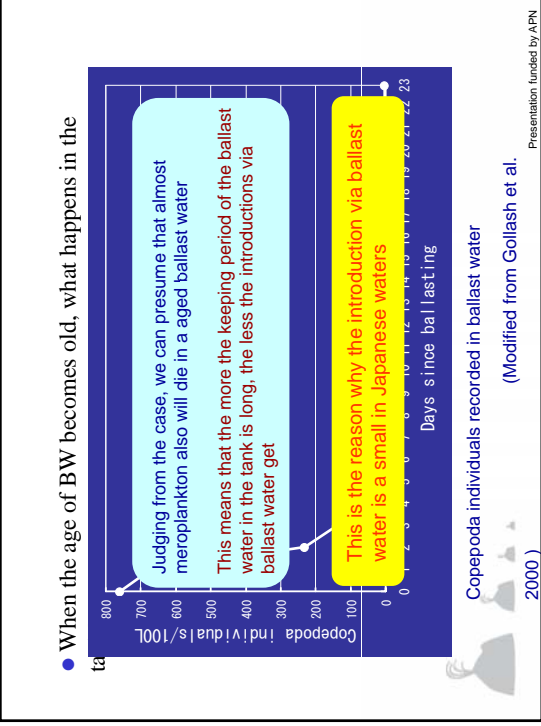 When the age of BW becomes old, what happens in the
ta
800
700
600
500
400
300
200
100
0
Copepoda individuals/100L
Judging from the case, we can presume that almost
meroplankton also will die in a aged ballast water
This means that the more the keeping period of the ballast
water in the tank is long, the less the introductions via
ballast water get
This is the reason why the introduction via ballast
water is a small in Japanese waters
0 1 2 3 4 5 6 7 8 9 10 11 12 13 14 15 16 17 18 19 20 21 22 23
Days since ballasting
Copepoda individuals recorded in ballast water
(Modified from Gollash et al.
2000 )
Presentation funded by APN